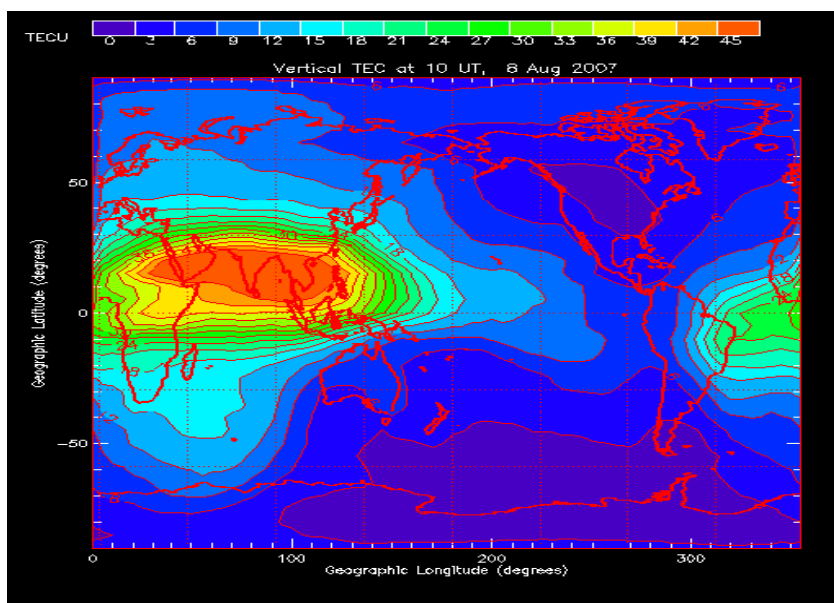 TECU 0 3 6 9 12 15 18 21 24 27 30 33 36 39 42 45
Vertical TEC at 10 UT, 8 Aug 2007
50
0
-50
Geographic Latitude (degrees)
0 100 200 300
Geographic Longitude (degrees)